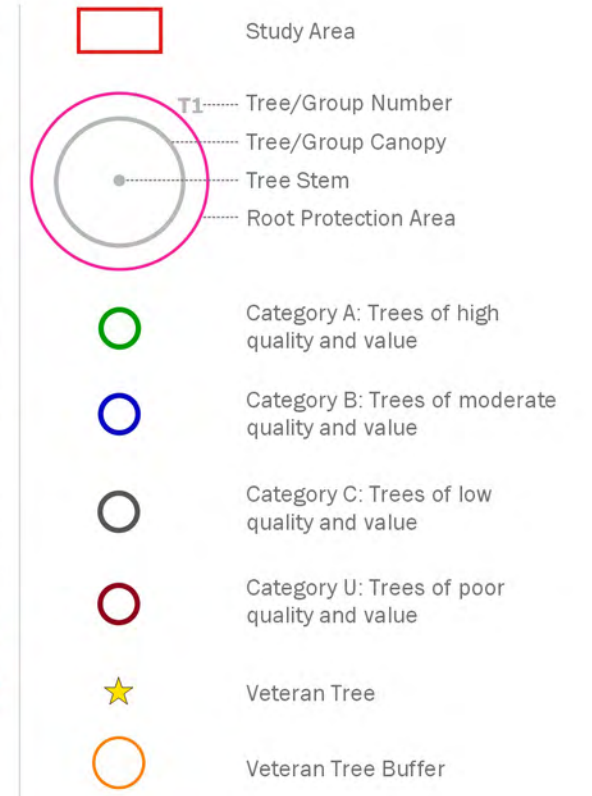 Study Area
T1
Tree/Group Number
Tree/Group Canopy
Tree Stem
Root Protection Area
Category A: Trees of high
quality and value
Category B: Trees of moderate
quality and value
Category C: Trees of low
quality and value
Category U: Trees of poor
quality and value
Veteran Tree
Veteran Tree Buffer